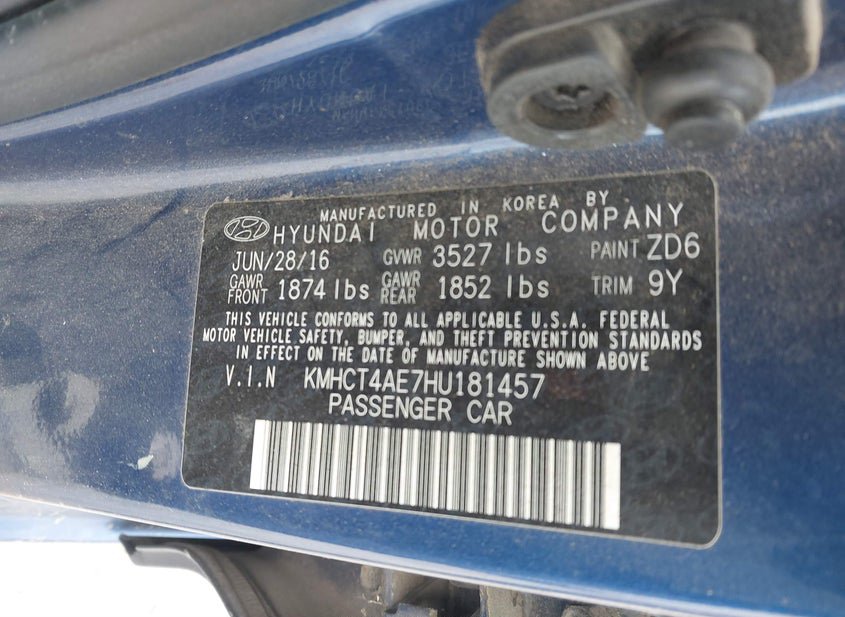 MANUFACTURED IN KOREA BY
HYUNDAI MOTOR COMPANY
JUN/28/16 GVWR 3527 lbs PAINT ZD6
GAWR FRONT 1874 lbs GAWR REAR 1852 lbs TRIM 9Y
THIS VEHICLE CONFORMS TO ALL APPLICABLE U.S.A. FEDERAL
MOTOR VEHICLE SAFETY, BUMPER, AND THEFT PREVENTION STANDARDS
IN EFFECT ON THE DATE OF MANUFACTURE SHOWN ABOVE
V.I.N KMHCT4AE7HU181457
PASSENGER CAR